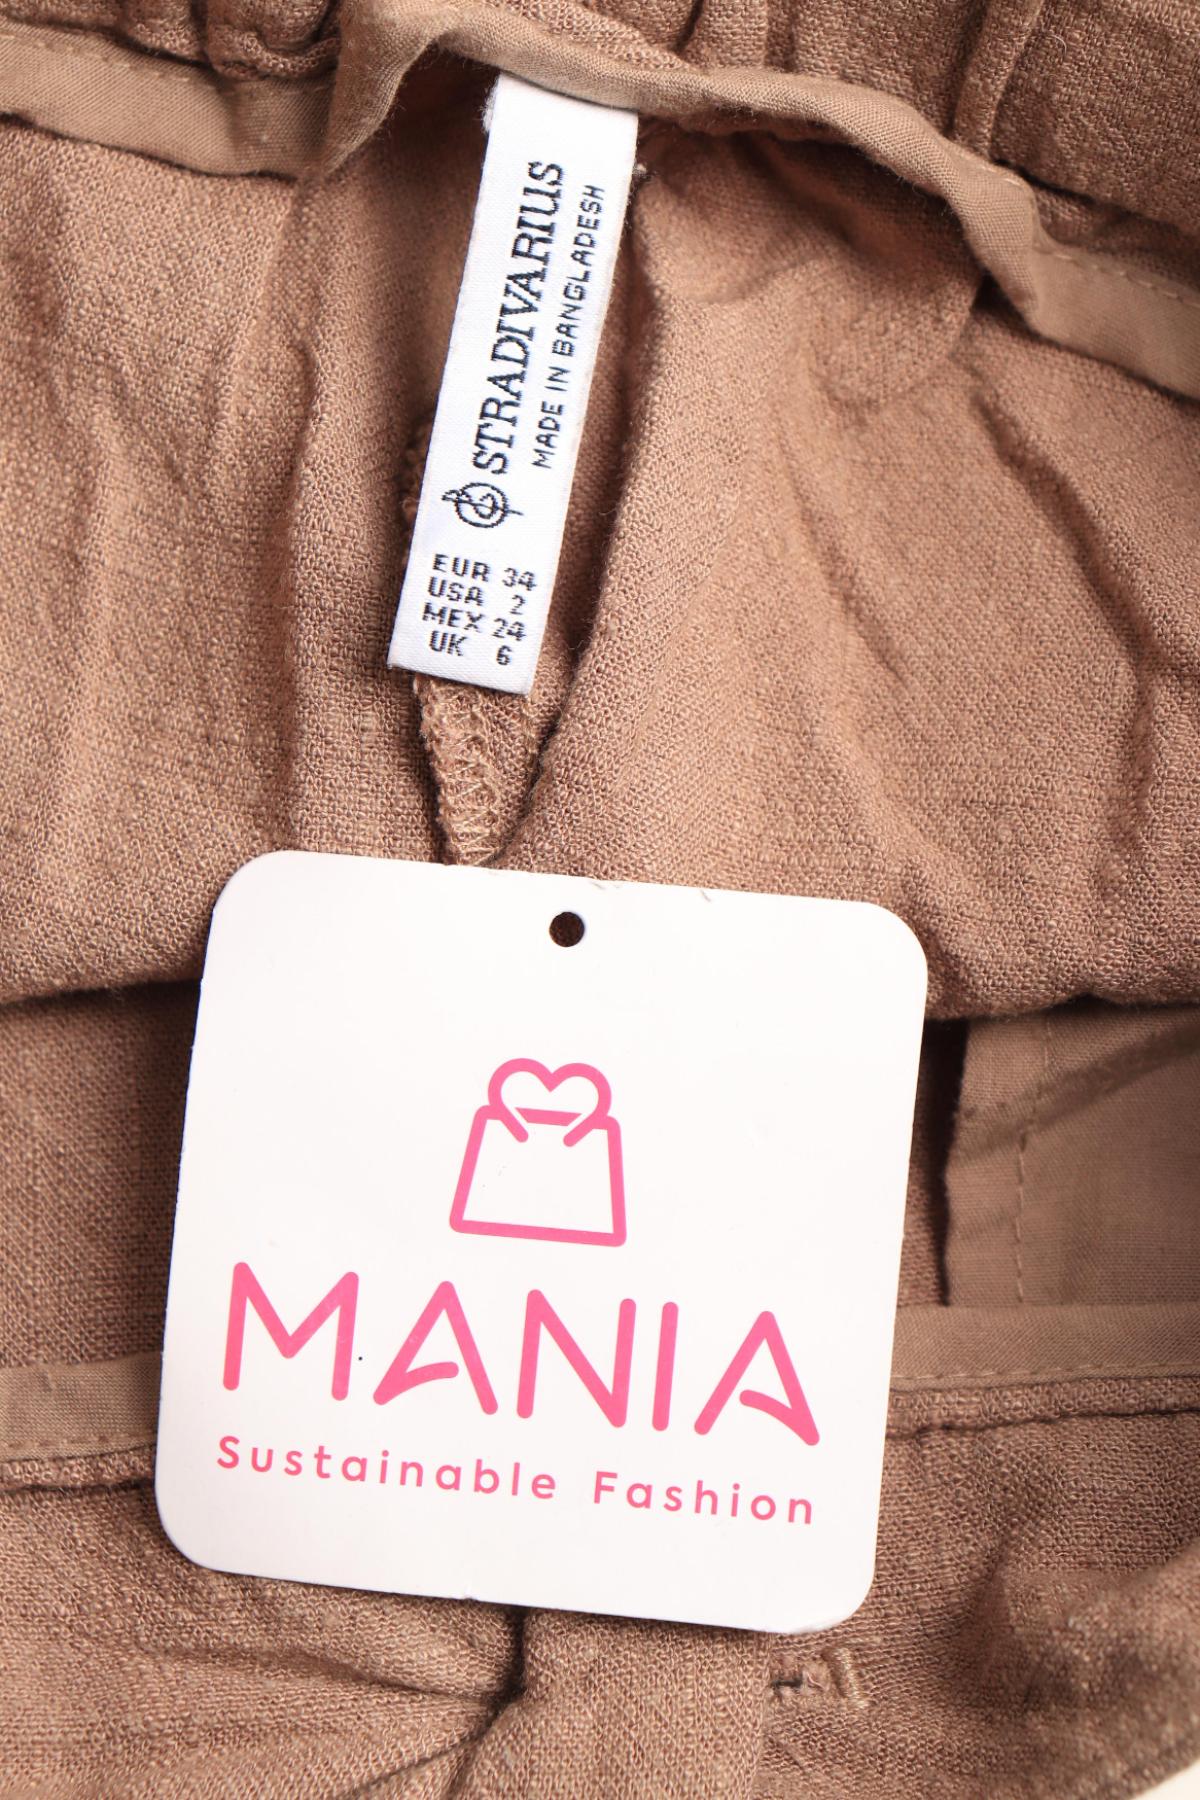 STRADIVARIUS
MADE IN BANGLADESH
EUR 34
USA 2
MEX 24
UK 6
MANIA
Sustainable Fashion